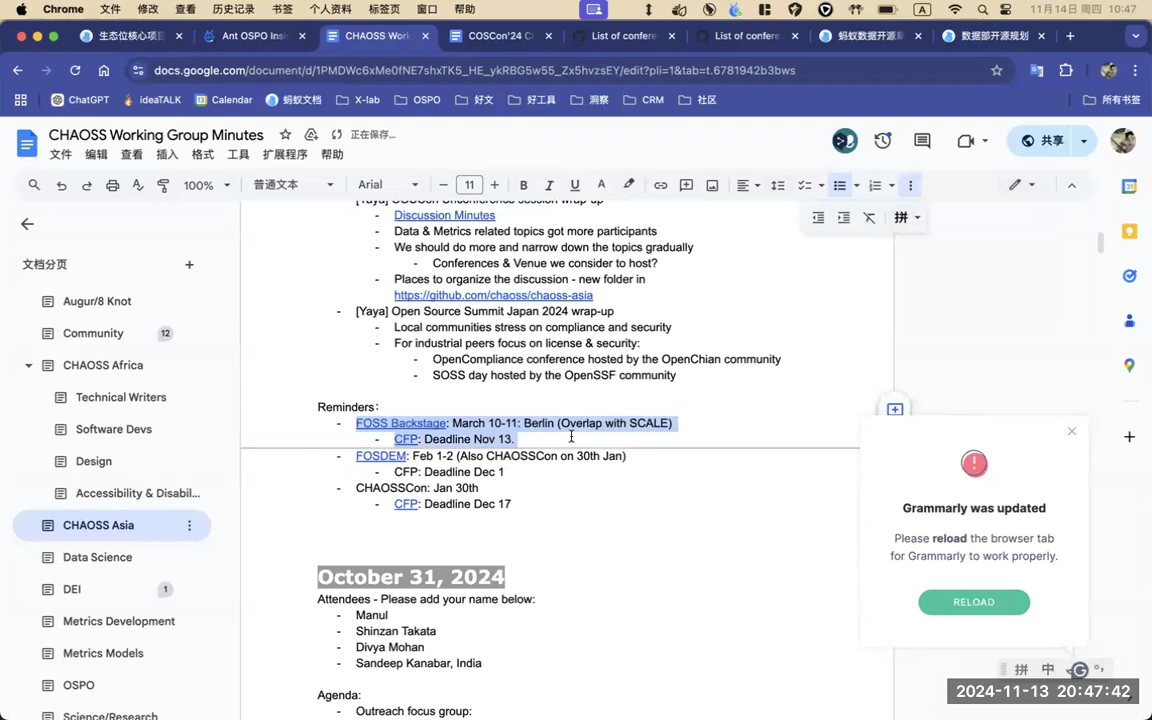 Chrome 文件 修改 查看 历史记录 书签 个人资料 标签页 窗口 帮助 A 11月14日 周四 10:47
生态位核心项目 Ant OSPO Insi CHAOSS Work COSCon'24 C List of confere List of confere 蚂蚁数据开源 数据部开源规划
docs.google.com/document/d/1PMDWc6xMe0fNE7shxTK5_HE_ykRBG5w55_Zx5hvzsEY/edit?pli=1&tab=t.6781942b3bws
ChatGPT ideaTALK Calendar 蚂蚁文档 X-lab OSPO 好文 好工具 洞察 CRM 社区 所有书签
CHAOSS Working Group Minutes 正在保存...
文件 编辑 查看 插入 格式 工具 扩展程序 帮助
共享
100% 普通文本 Arial − 11 + B I U A
拼
文档分页 +
Augur/8 Knot
Community 12
CHAOSS Africa
Technical Writers
Software Devs
Design
Accessibility & Disabil...
CHAOSS Asia
Data Science
DEI 1
Metrics Development
Metrics Models
OSPO
Science/Research
[Yaya] COSCon Unconference session wrap-up
- Discussion Minutes
- Data & Metrics related topics got more participants
- We should do more and narrow down the topics gradually
- Conferences & Venue we consider to host?
- Places to organize the discussion - new folder in
https://github.com/chaoss/chaoss-asia
- [Yaya] Open Source Summit Japan 2024 wrap-up
- Local communities stress on compliance and security
- For industrial peers focus on license & security:
- OpenCompliance conference hosted by the OpenChian community
- SOSS day hosted by the OpenSSF community
Reminders：
- FOSS Backstage: March 10-11: Berlin (Overlap with SCALE)
- CFP: Deadline Nov 13.
- FOSDEM: Feb 1-2 (Also CHAOSSCon on 30th Jan)
- CFP: Deadline Dec 1
- CHAOSSCon: Jan 30th
- CFP: Deadline Dec 17
October 31, 2024
Attendees - Please add your name below:
- Manul
- Shinzan Takata
- Divya Mohan
- Sandeep Kanabar, India
Agenda:
- Outreach focus group:
Grammarly was updated
Please reload the browser tab
for Grammarly to work properly.
RELOAD
拼 中
2024-11-13 20:47:42